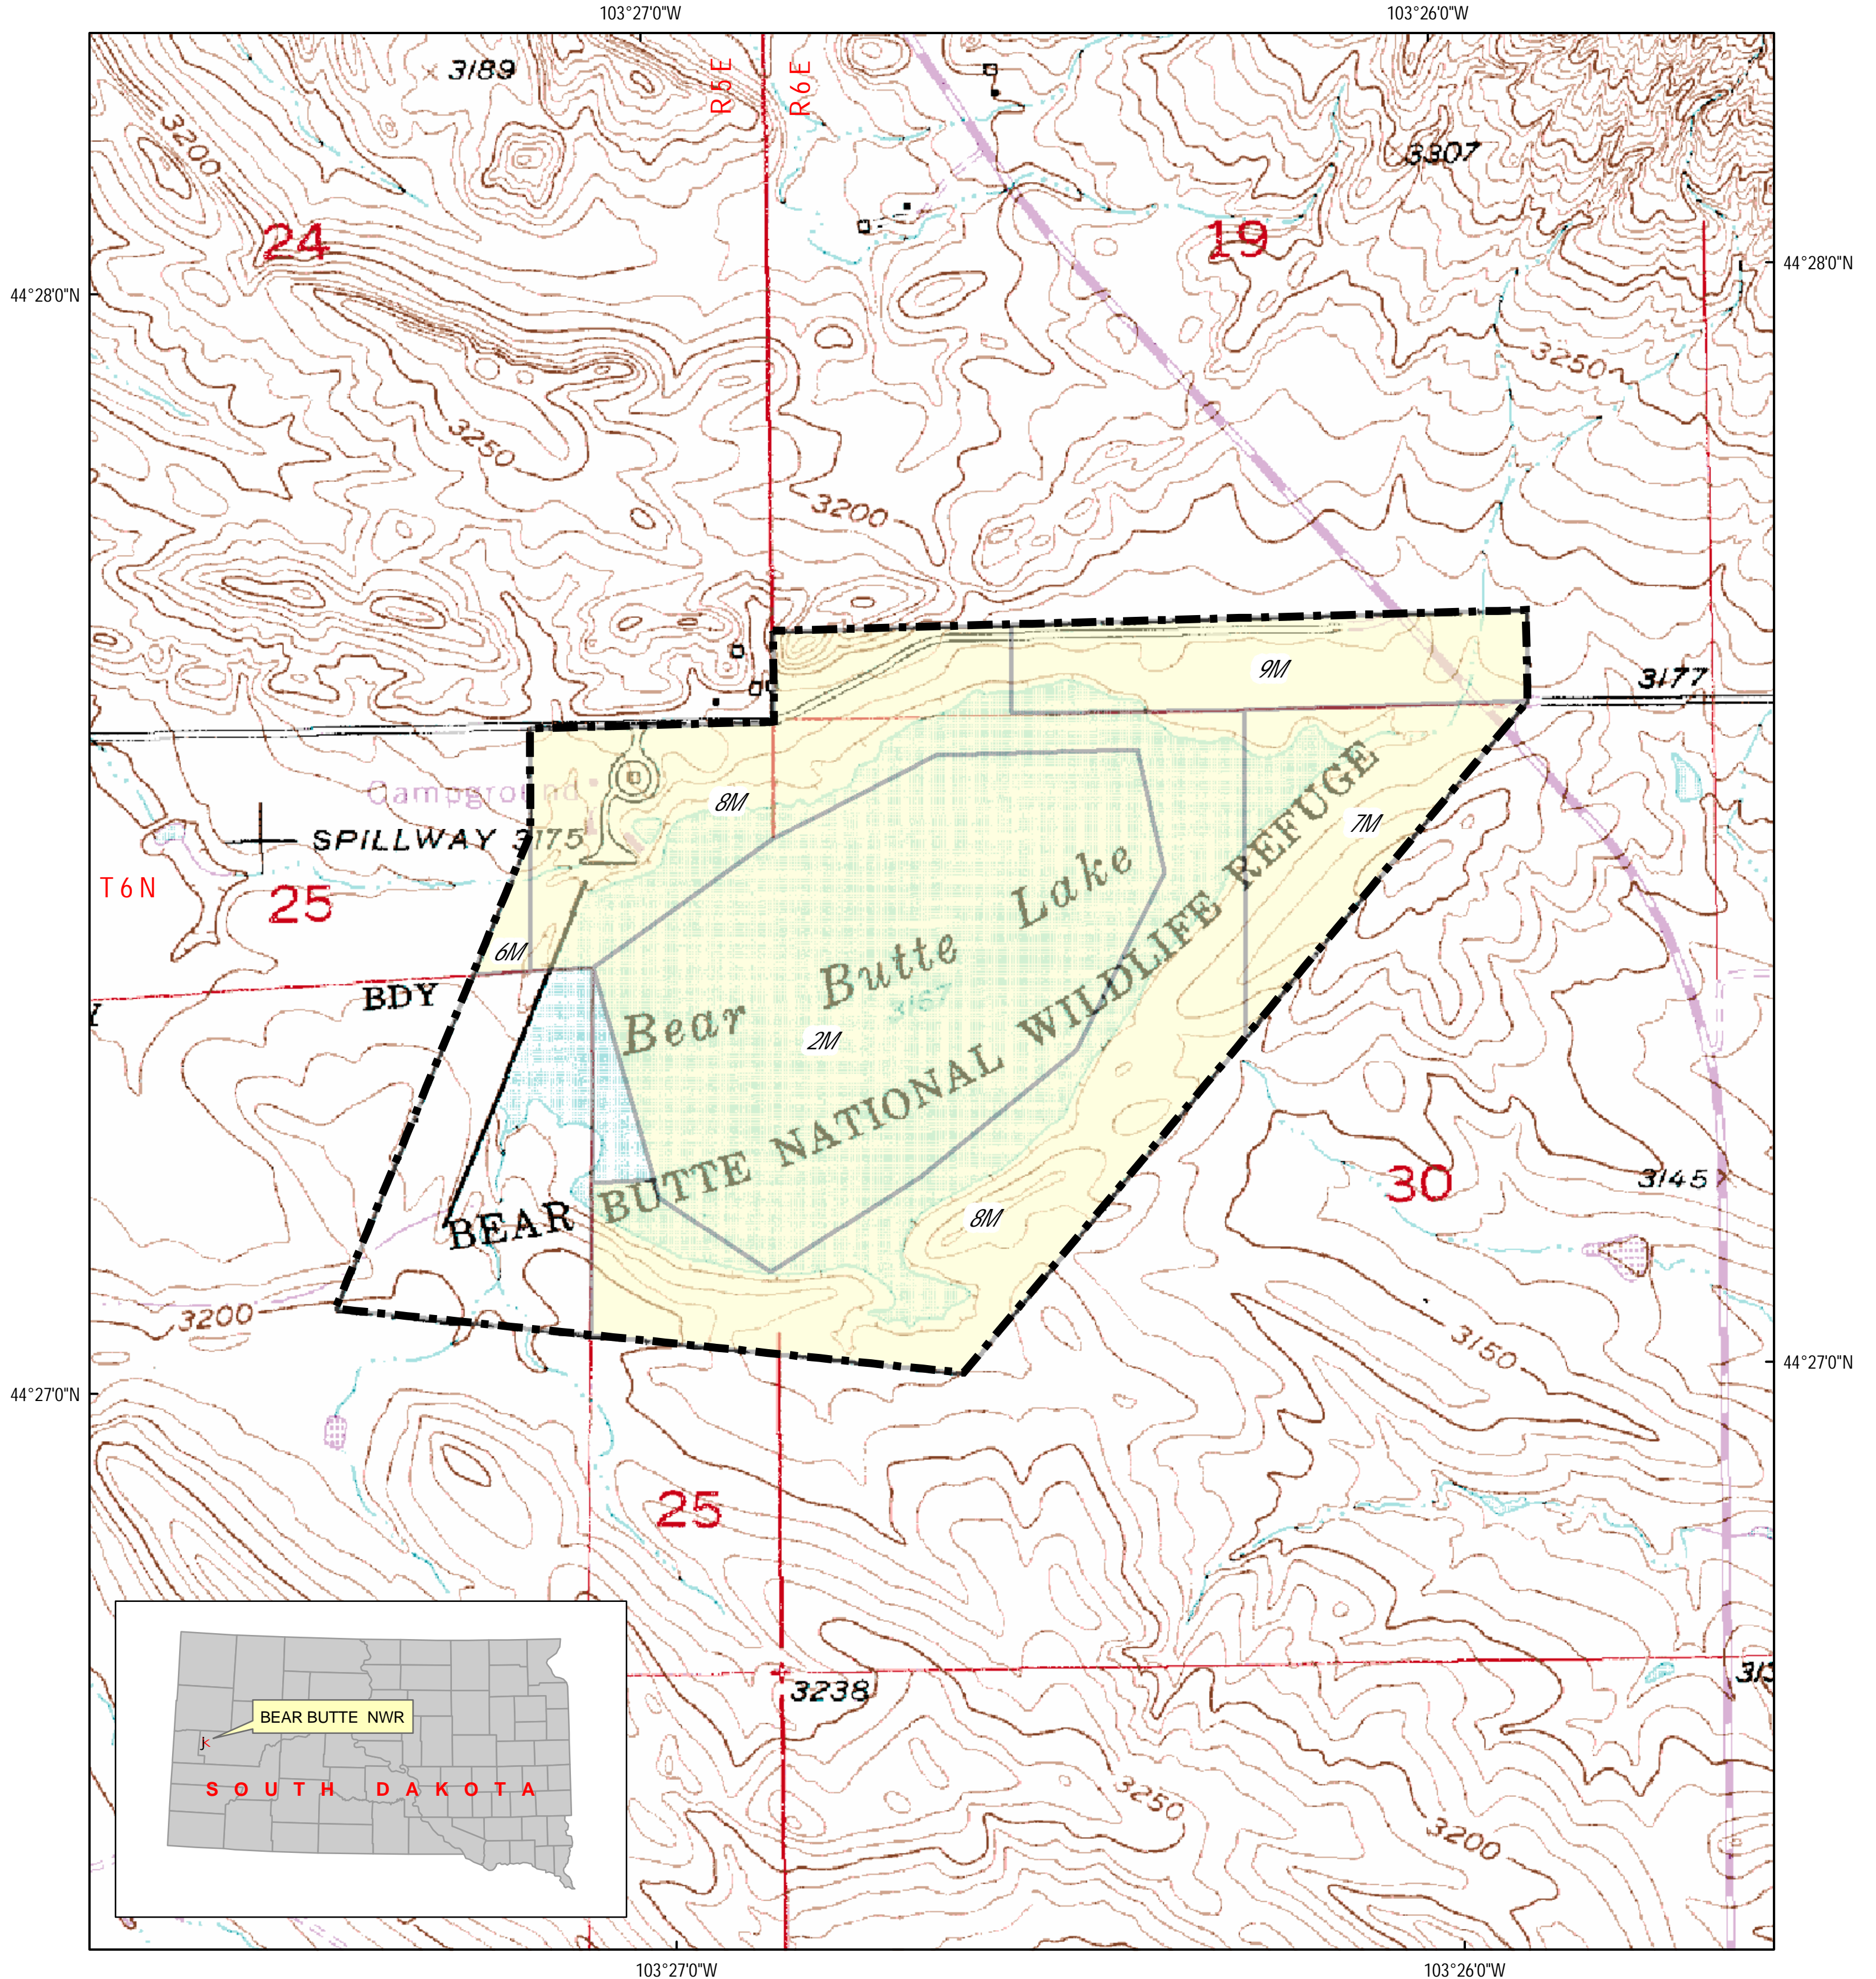 103°27'0"W
103°26'0"W
R5E
R6E
3189
3200
3307
24
19
44°28'0"N
44°28'0"N
3250
3250
3200
9M
3177
Campground
8M
SPILLWAY 3175
7M
T6N
25
6M
BDY
Bear Butte Lake
3167
2M
BEAR BUTTE NATIONAL WILDLIFE REFUGE
30
3145
8M
3200
3150
44°27'0"N
44°27'0"N
25
3238
313
BEAR BUTTE NWR
SOUTH DAKOTA
3250
3200
103°27'0"W
103°26'0"W